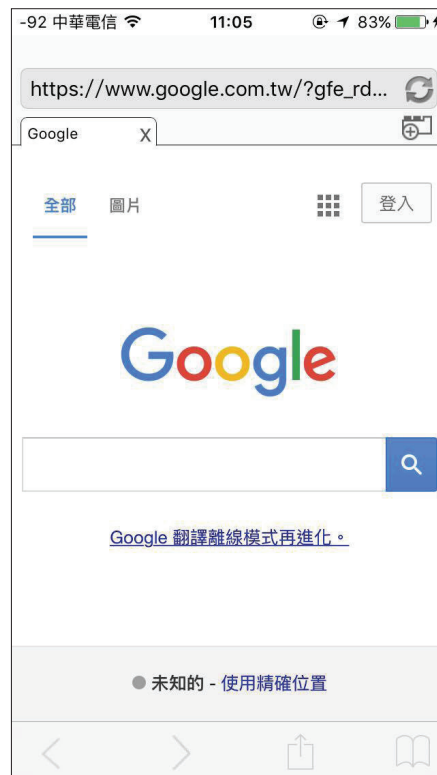 -92 中華電信 11:05 83%
https://www.google.com.tw/?gfe_rd...
Google X
全部 圖片 登入
Google
Google 翻譯離線模式再進化。
未知的 - 使用精確位置